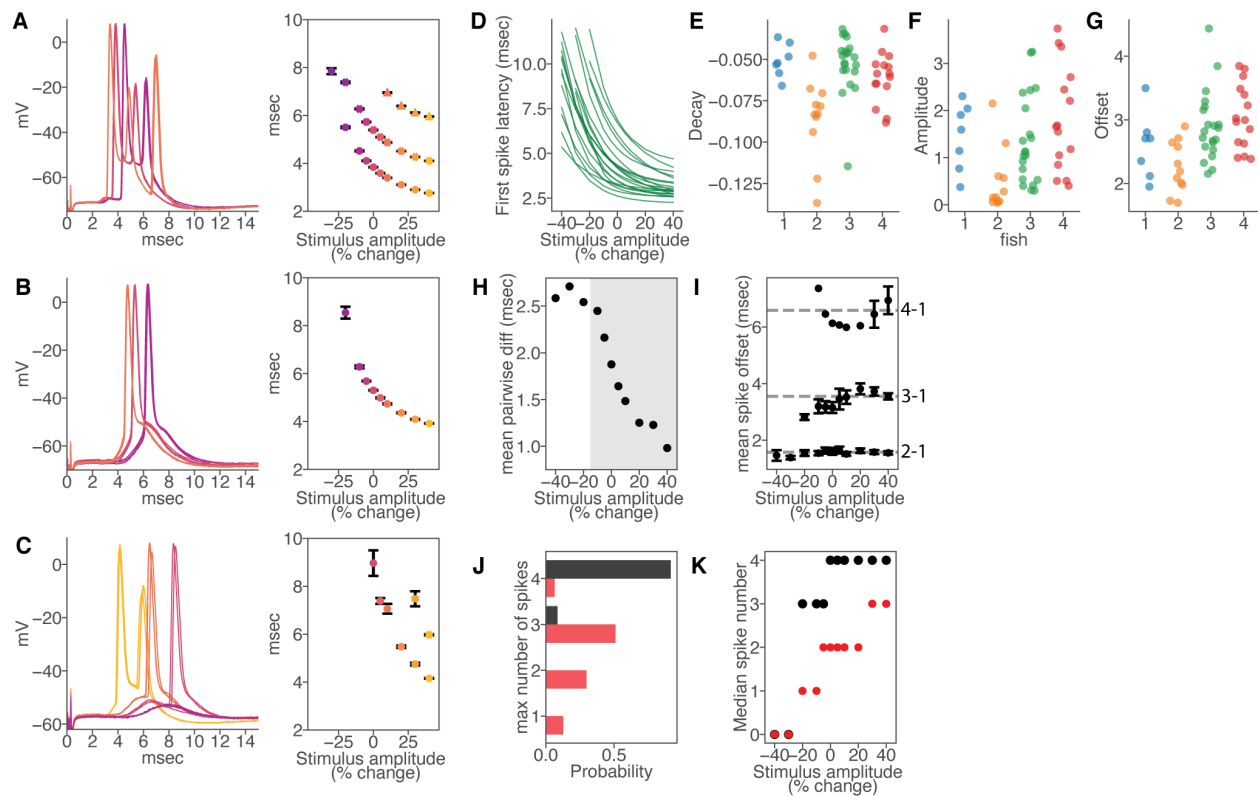 A
0
−20
−40
−60
mV
0 2 4 6 8 10 12 14
msec
10
8
6
4
2
msec
−25 0 25
Stimulus amplitude
(% change)
D
First spike latency (msec)
10.0
7.5
5.0
2.5
−40 −20 0 20 40
Stimulus amplitude
(% change)
E
Decay
−0.050
−0.075
−0.100
−0.125
1 2 3 4
F
Amplitude
3
2
1
0
1 2 3 4
fish
G
Offset
4
3
2
1 2 3 4
B
0
−20
−40
−60
mV
0 2 4 6 8 10 12 14
msec
10
8
6
4
2
msec
−25 0 25
Stimulus amplitude
(% change)
H
mean pairwise diff (msec)
2.5
2.0
1.5
1.0
−40 −20 0 20 40
Stimulus amplitude
(% change)
I
mean spike offset (msec)
6
4
2
4-1
3-1
2-1
−40 −20 0 20 40
Stimulus amplitude
(% change)
C
0
−20
−40
−60
mV
0 2 4 6 8 10 12 14
msec
10
8
6
4
2
msec
−25 0 25
Stimulus amplitude
(% change)
J
max number of spikes
4
3
2
1
0.0 0.5
Probability
K
Median spike number
4
3
2
1
0
−40 −20 0 20 40
Stimulus amplitude
(% change)